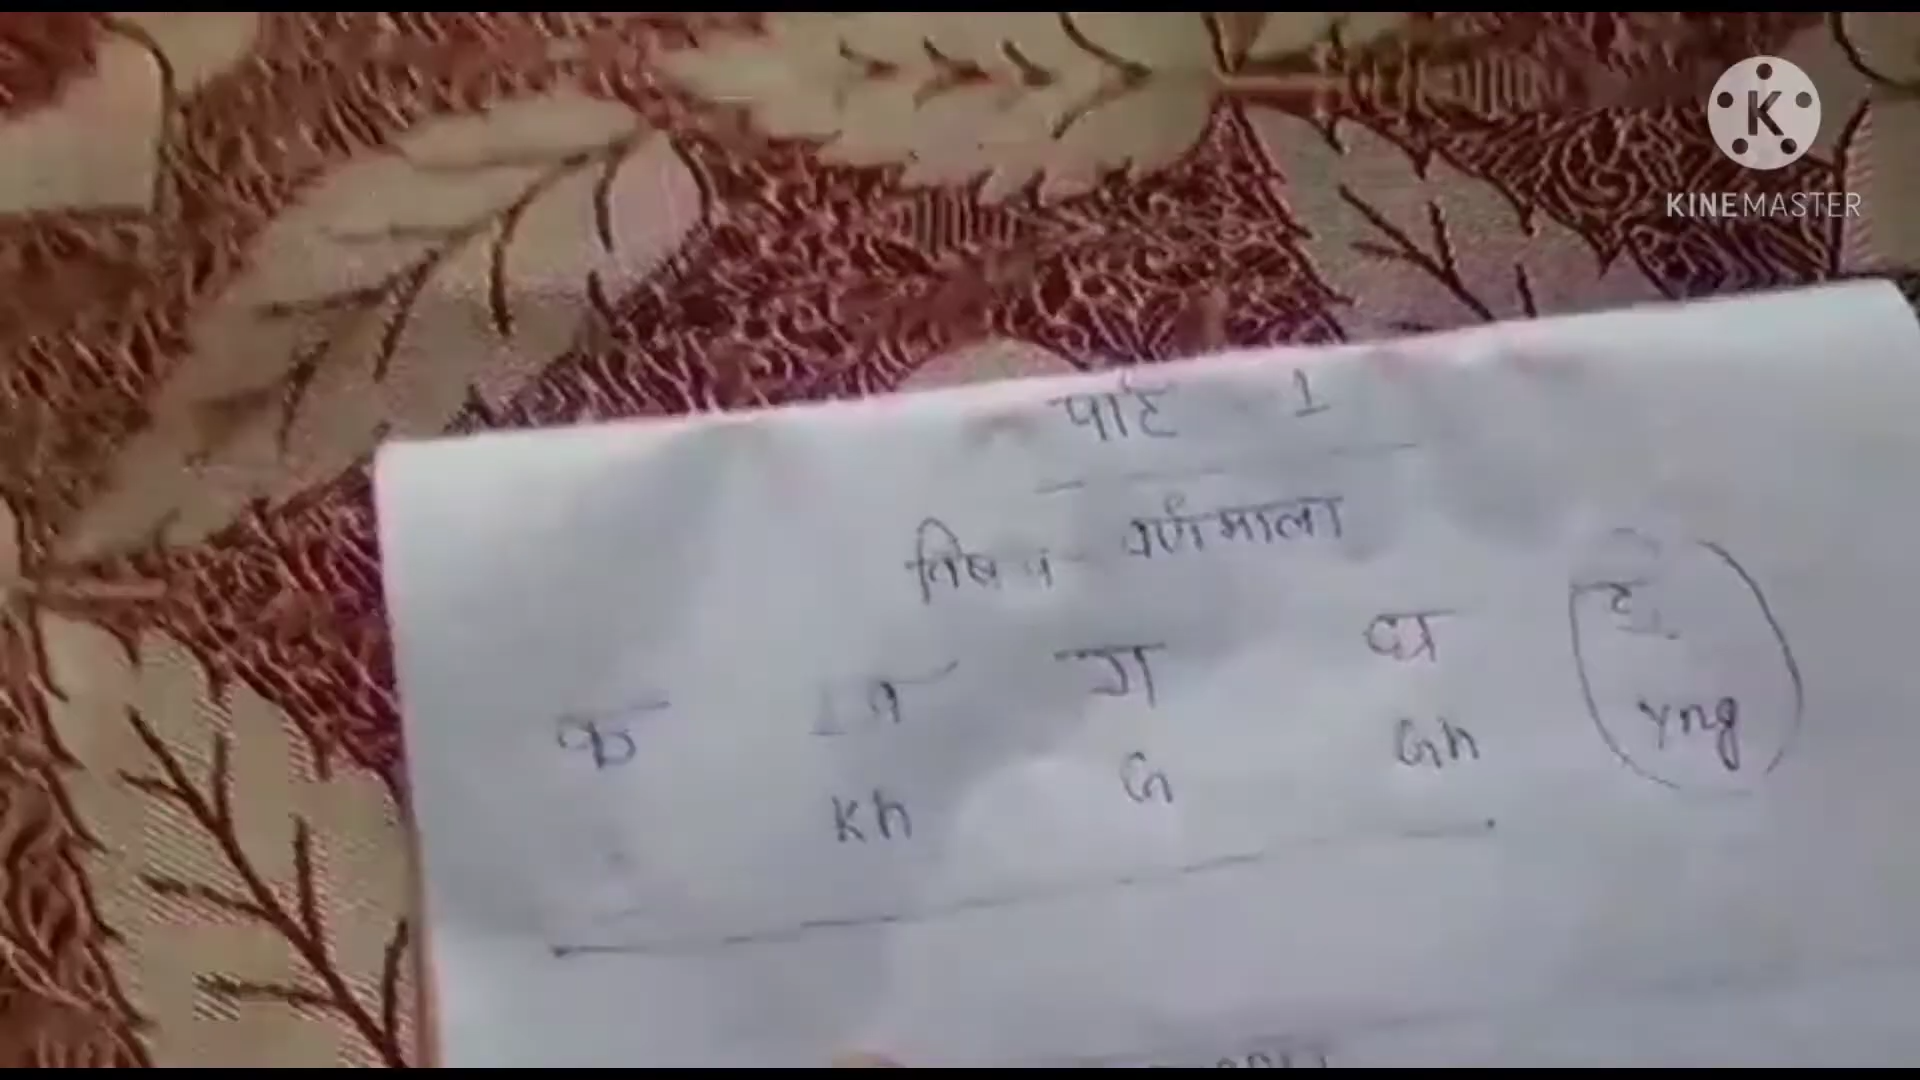 K
KINEMASTER
पाठ 1
विषय वर्णमाला
क ख ग घ ङ
Kh G Gh Yng